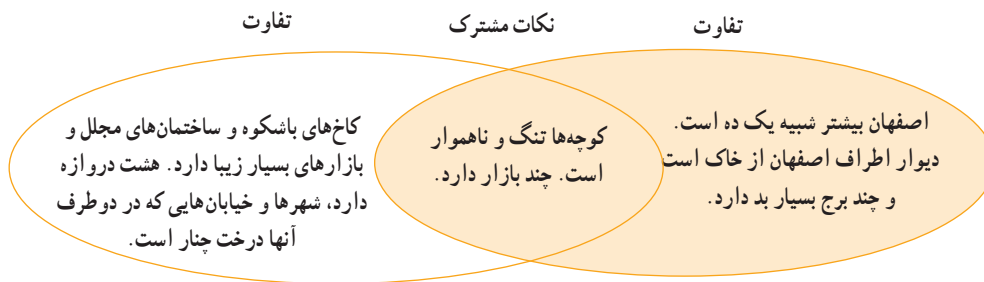 تفاوت
نکات مشترک
تفاوت
اصفهان بیشتر شبیه یک ده است.
دیوار اطراف اصفهان از خاک است
و چند برج بسیار بد دارد.
کوچه‌ها تنگ و ناهموار
است. چند بازار دارد.
کاخ‌های باشکوه و ساختمان‌های مجلل و
بازارهای بسیار زیبا دارد. هشت دروازه
دارد، شهرها و خیابان‌هایی که در دوطرف
آنها درخت چنار است.